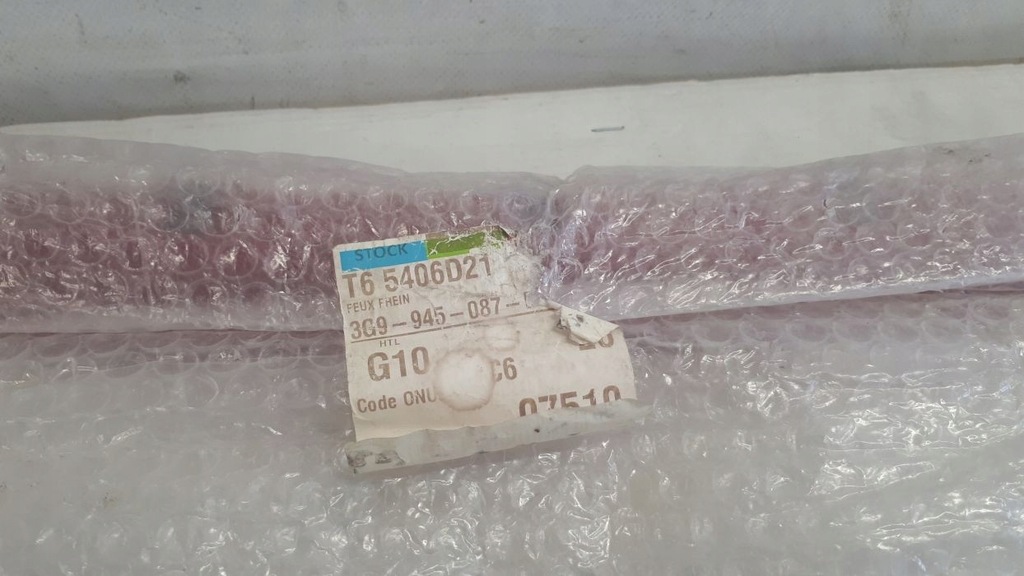 STOCK
T6 5406D21
FEUX FHEIN
3C9-945-087-
HTL
G10 C6
Code ONU
07510